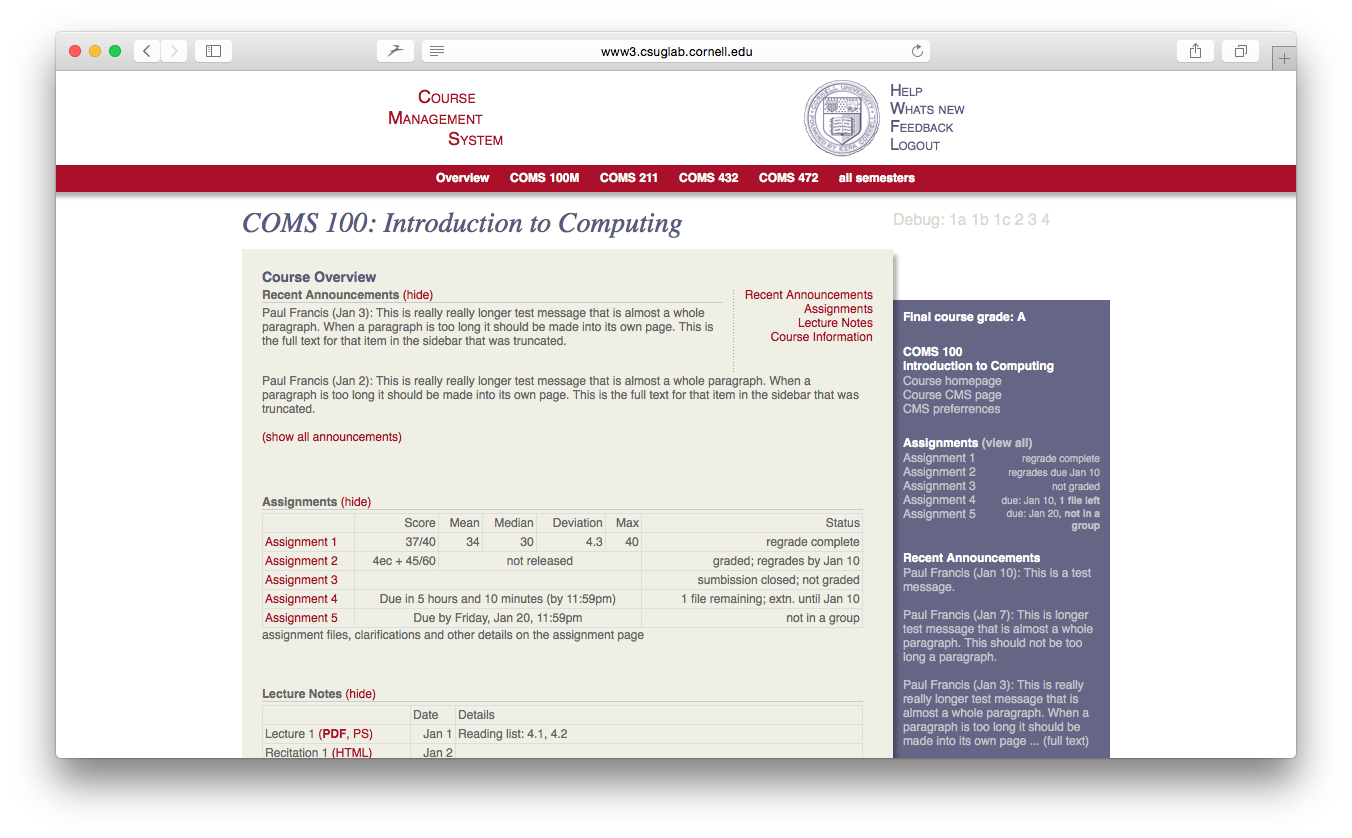 www3.csuglab.cornell.edu
COURSE
MANAGEMENT
SYSTEM
CORNELL UNIVERSITY
FOUNDED BY EZRA CORNELL
HELP
WHATS NEW
FEEDBACK
LOGOUT
Overview COMS 100M COMS 211 COMS 432 COMS 472 all semesters
COMS 100: Introduction to Computing
Debug: 1a 1b 1c 2 3 4
Course Overview
Recent Announcements (hide)
Paul Francis (Jan 3): This is really really longer test message that is almost a whole
paragraph. When a paragraph is too long it should be made into its own page. This is
the full text for that item in the sidebar that was truncated.
Recent Announcements
Assignments
Lecture Notes
Course Information
Paul Francis (Jan 2): This is really really longer test message that is almost a whole paragraph. When a
paragraph is too long it should be made into its own page. This is the full text for that item in the sidebar that was
truncated.
(show all announcements)
Assignments (hide)
Score Mean Median Deviation Max Status
Assignment 1 37/40 34 30 4.3 40 regrade complete
Assignment 2 4ec + 45/60 not released graded; regrades by Jan 10
Assignment 3 sumbission closed; not graded
Assignment 4 Due in 5 hours and 10 minutes (by 11:59pm) 1 file remaining; extn. until Jan 10
Assignment 5 Due by Friday, Jan 20, 11:59pm not in a group
assignment files, clarifications and other details on the assignment page
Lecture Notes (hide)
Date Details
Lecture 1 (PDF, PS) Jan 1 Reading list: 4.1, 4.2
Recitation 1 (HTML) Jan 2
Final course grade: A
COMS 100
Introduction to Computing
Course homepage
Course CMS page
CMS preferrences
Assignments (view all)
Assignment 1 regrade complete
Assignment 2 regrades due Jan 10
Assignment 3 not graded
Assignment 4 due: Jan 10, 1 file left
Assignment 5 due: Jan 20, not in a
group
Recent Announcements
Paul Francis (Jan 10): This is a test
message.
Paul Francis (Jan 7): This is longer
test message that is almost a whole
paragraph. This should not be too
long a paragraph.
Paul Francis (Jan 3): This is really
really longer test message that is
almost a whole paragraph. When a
paragraph is too long it should be
made into its own page ... (full text)